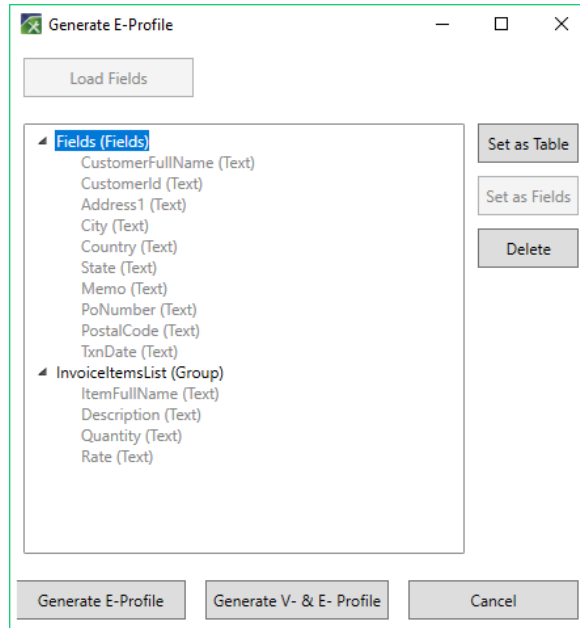 Generate E-Profile
Load Fields
Fields (Fields)
CustomerFullName (Text)
CustomerId (Text)
Address1 (Text)
City (Text)
Country (Text)
State (Text)
Memo (Text)
PoNumber (Text)
PostalCode (Text)
TxnDate (Text)
InvoiceItemsList (Group)
ItemFullName (Text)
Description (Text)
Quantity (Text)
Rate (Text)
Set as Table
Set as Fields
Delete
Generate E-Profile
Generate V- & E- Profile
Cancel